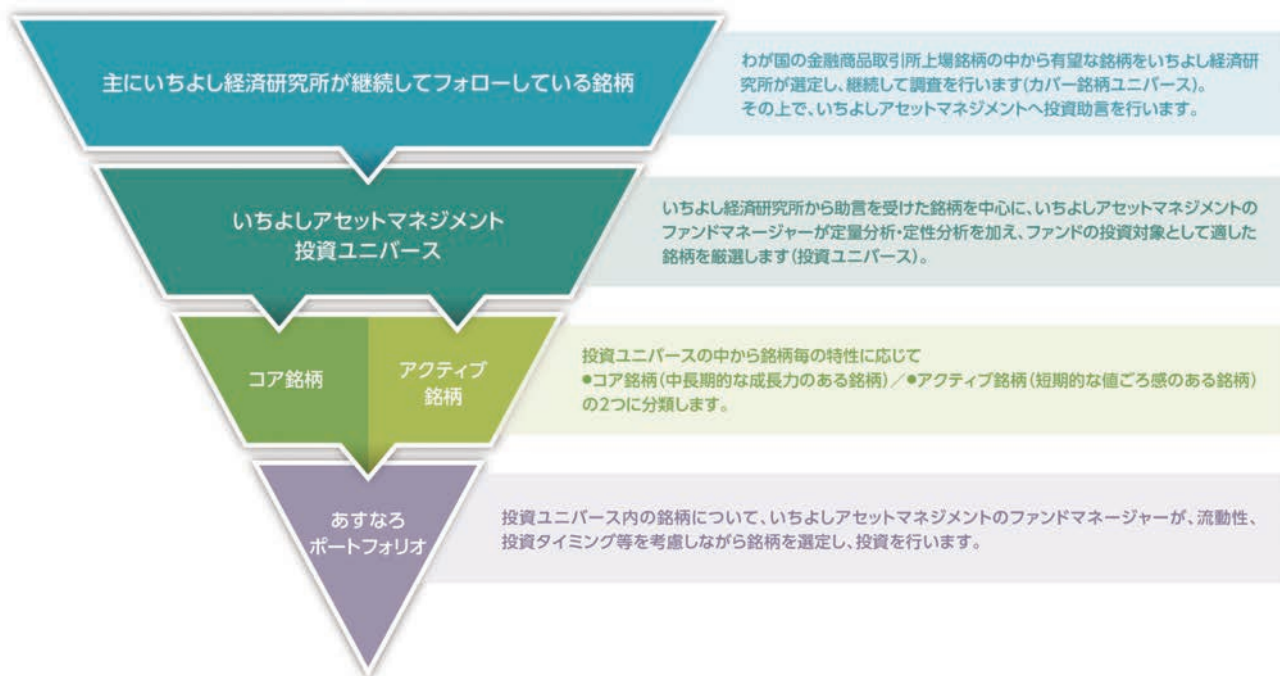 主にいちよし経済研究所が継続してフォローしている銘柄
わが国の金融商品取引所上場銘柄の中から有望な銘柄をいちよし経済研
究所が選定し、継続して調査を行います(カバー銘柄ユニバース)。
その上で、いちよしアセットマネジメントへ投資助言を行います。
いちよしアセットマネジメント
投資ユニバース
いちよし経済研究所から助言を受けた銘柄を中心に、いちよしアセットマネジメントの
ファンドマネージャーが定量分析・定性分析を加え、ファンドの投資対象として適した
銘柄を厳選します(投資ユニバース)。
コア銘柄
アクティブ
銘柄
投資ユニバースの中から銘柄毎の特性に応じて
●コア銘柄(中長期的な成長力のある銘柄)／●アクティブ銘柄(短期的な値ごろ感のある銘柄)
の2つに分類します。
あすなろ
ポートフォリオ
投資ユニバース内の銘柄について、いちよしアセットマネジメントのファンドマネージャーが、流動性、
投資タイミング等を考慮しながら銘柄を選定し、投資を行います。